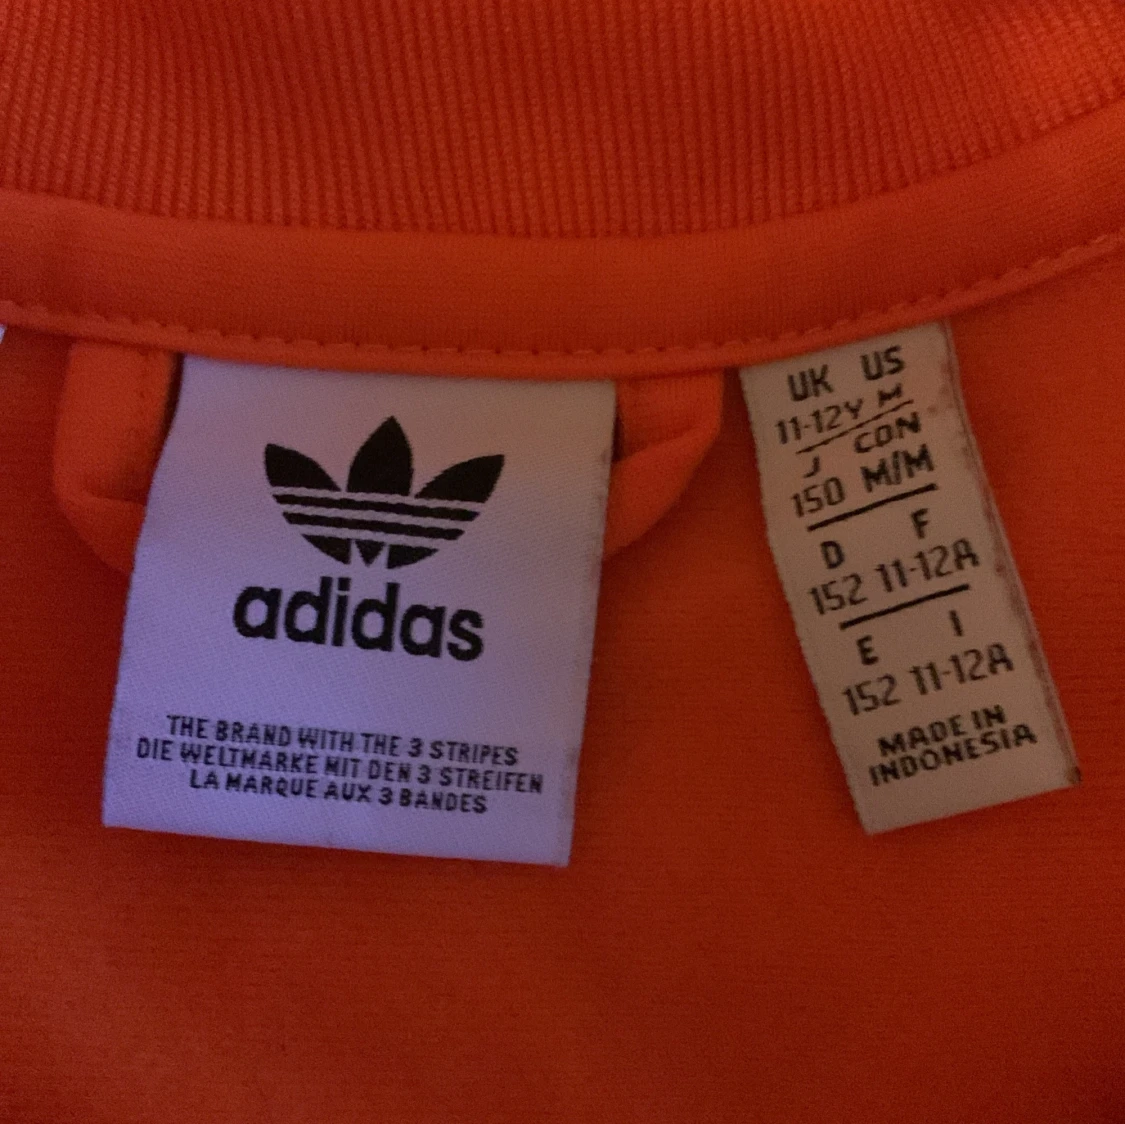 adidas
THE BRAND WITH THE 3 STRIPES
DIE WELTMARKE MIT DEN 3 STREIFEN
LA MARQUE AUX 3 BANDES
UK US
11-12Y M
J CON
150 M/M
D F
152 11-12A
E I
152 11-12A
MADE IN
INDONESIA